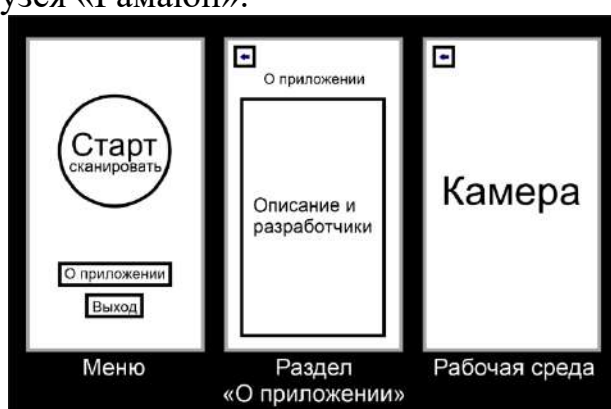 узея «Рамаюн».
Старт
сканировать
О приложении
Выход
Меню
О приложении
Описание и
разработчики
Раздел
«О приложении»
Камера
Рабочая среда